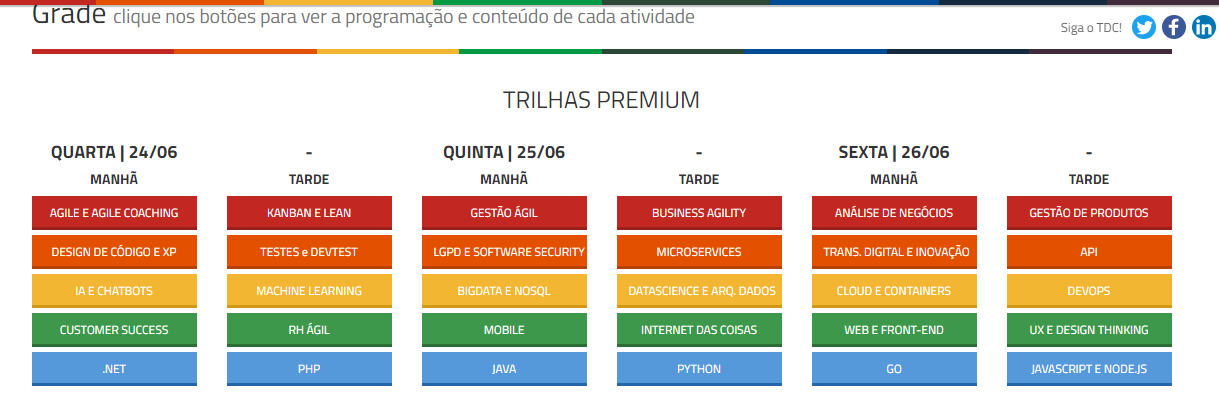 Grade clique nos botões para ver a programação e conteúdo de cada atividade
Siga o TDC!
TRILHAS PREMIUM
QUARTA | 24/06 - QUINTA | 25/06 - SEXTA | 26/06 -
MANHÃ TARDE MANHÃ TARDE MANHÃ TARDE
AGILE E AGILE COACHING KANBAN E LEAN GESTÃO ÁGIL BUSINESS AGILITY ANÁLISE DE NEGÓCIOS GESTÃO DE PRODUTOS
DESIGN DE CÓDIGO E XP TESTES e DEVTEST LGPD E SOFTWARE SECURITY MICROSERVICES TRANS. DIGITAL E INOVAÇÃO API
IA E CHATBOTS MACHINE LEARNING BIGDATA E NOSQL DATASCIENCE E ARQ. DADOS CLOUD E CONTAINERS DEVOPS
CUSTOMER SUCCESS RH ÁGIL MOBILE INTERNET DAS COISAS WEB E FRONT-END UX E DESIGN THINKING
.NET PHP JAVA PYTHON GO JAVASCRIPT E NODE.JS